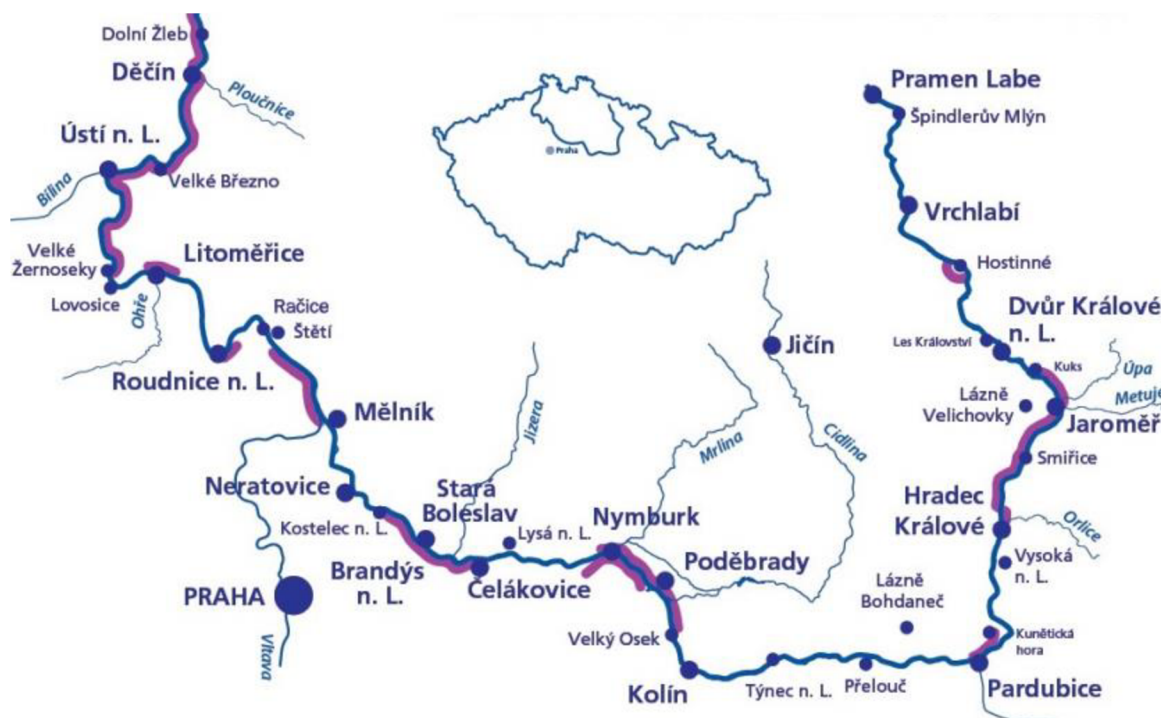 Dolní Žleb
Děčín
Ploučnice
Ústí n. L.
Bílina
Velké Březno
Velké
Žernoseky
Litoměřice
Lovosice
Ohře
Račice
Štětí
Roudnice n. L.
Mělník
Neratovice
Kostelec n. L.
Stará
Boleslav
Brandýs
n. L.
Čelákovice
Jizera
Lysá n. L.
Nymburk
Mrlina
Poděbrady
Cidlina
Jičín
PRAHA
Vltava
Velký Osek
Kolín
Týnec n. L.
Přelouč
Lázně
Bohdaneč
Pardubice
Kunětická
hora
Vysoká
n. L.
Orlice
Hradec
Králové
Smiřice
Jaroměř
Metuje
Úpa
Lázně
Velichovky
Kuks
Dvůr Králové
n. L.
Les Království
Hostinné
Vrchlabí
Špindlerův Mlýn
Pramen Labe
Praha